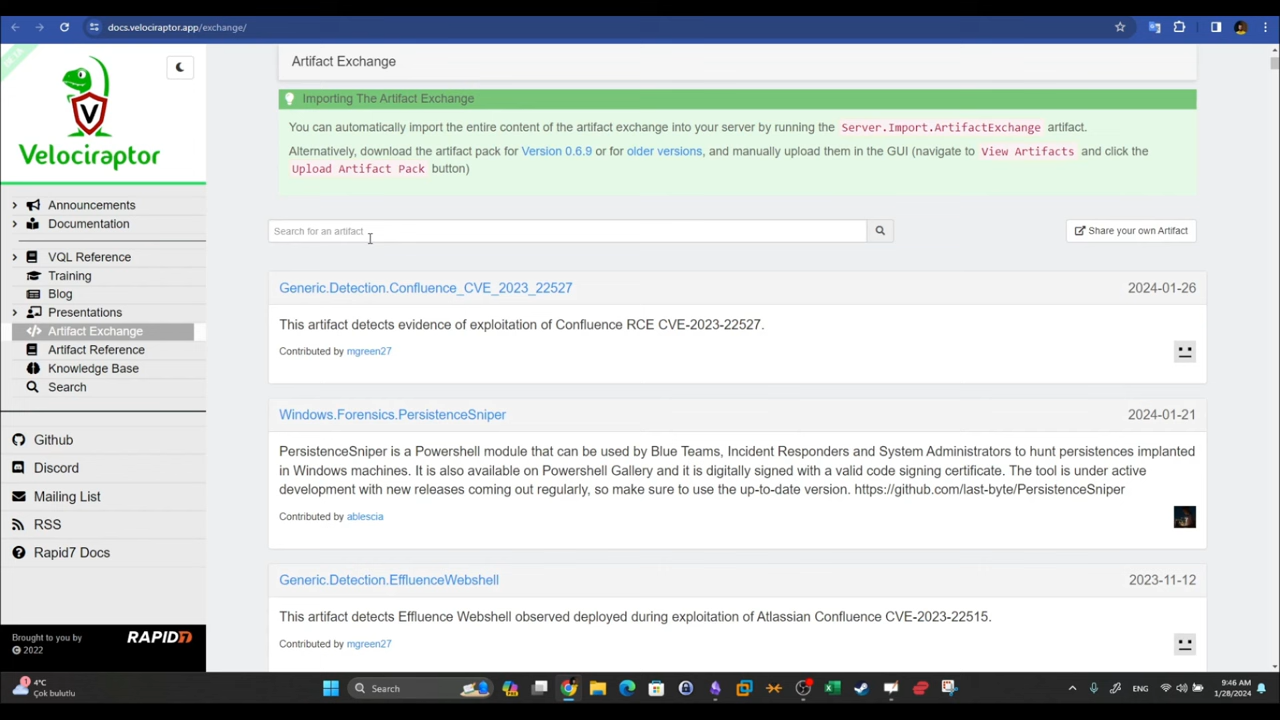 docs.velociraptor.app/exchange/
BETA
V
Velociraptor
Announcements
Documentation
VQL Reference
Training
Blog
Presentations
Artifact Exchange
Artifact Reference
Knowledge Base
Search
Github
Discord
Mailing List
RSS
Rapid7 Docs
Brought to you by
© 2022
RAPID7
Artifact Exchange
Importing The Artifact Exchange
You can automatically import the entire content of the artifact exchange into your server by running the Server.Import.ArtifactExchange artifact.
Alternatively, download the artifact pack for Version 0.6.9 or for older versions, and manually upload them in the GUI (navigate to View Artifacts and click the
Upload Artifact Pack button)
Search for an artifact
Share your own Artifact
Generic.Detection.Confluence_CVE_2023_22527 2024-01-26
This artifact detects evidence of exploitation of Confluence RCE CVE-2023-22527.
Contributed by mgreen27
Windows.Forensics.PersistenceSniper 2024-01-21
PersistenceSniper is a Powershell module that can be used by Blue Teams, Incident Responders and System Administrators to hunt persistences implanted
in Windows machines. It is also available on Powershell Gallery and it is digitally signed with a valid code signing certificate. The tool is under active
development with new releases coming out regularly, so make sure to use the up-to-date version. https://github.com/last-byte/PersistenceSniper
Contributed by ablescia
Generic.Detection.EffluenceWebshell 2023-11-12
This artifact detects Effluence Webshell observed deployed during exploitation of Atlassian Confluence CVE-2023-22515.
Contributed by mgreen27
1
4°C
Çok bulutlu
Search
ENG
9:46 AM
1/28/2024